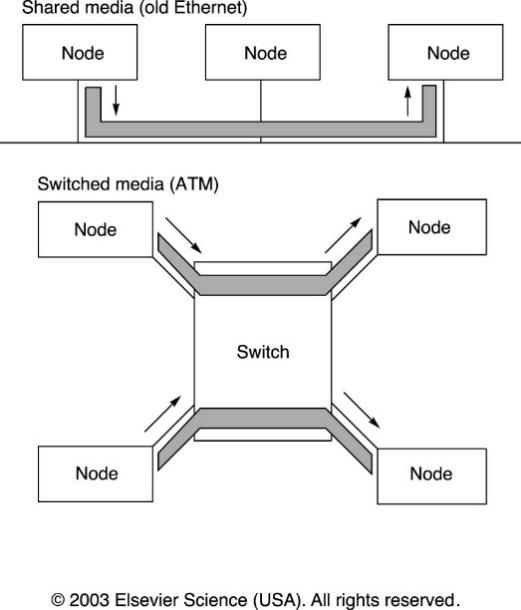 Shared media (old Ethernet)
Node
Node
Node
Switched media (ATM)
Node
Node
Switch
Node
Node
© 2003 Elsevier Science (USA). All rights reserved.